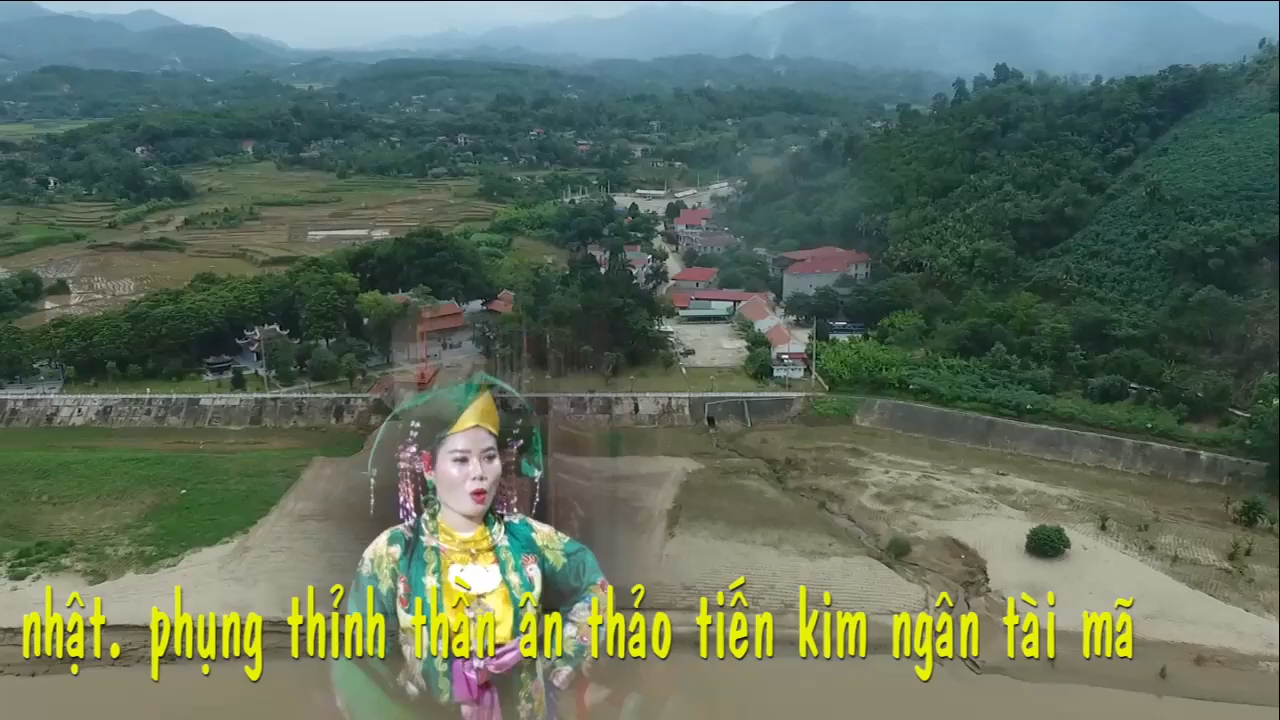 nhật. phụng thỉnh thần ân thảo tiến kim ngân tài mã